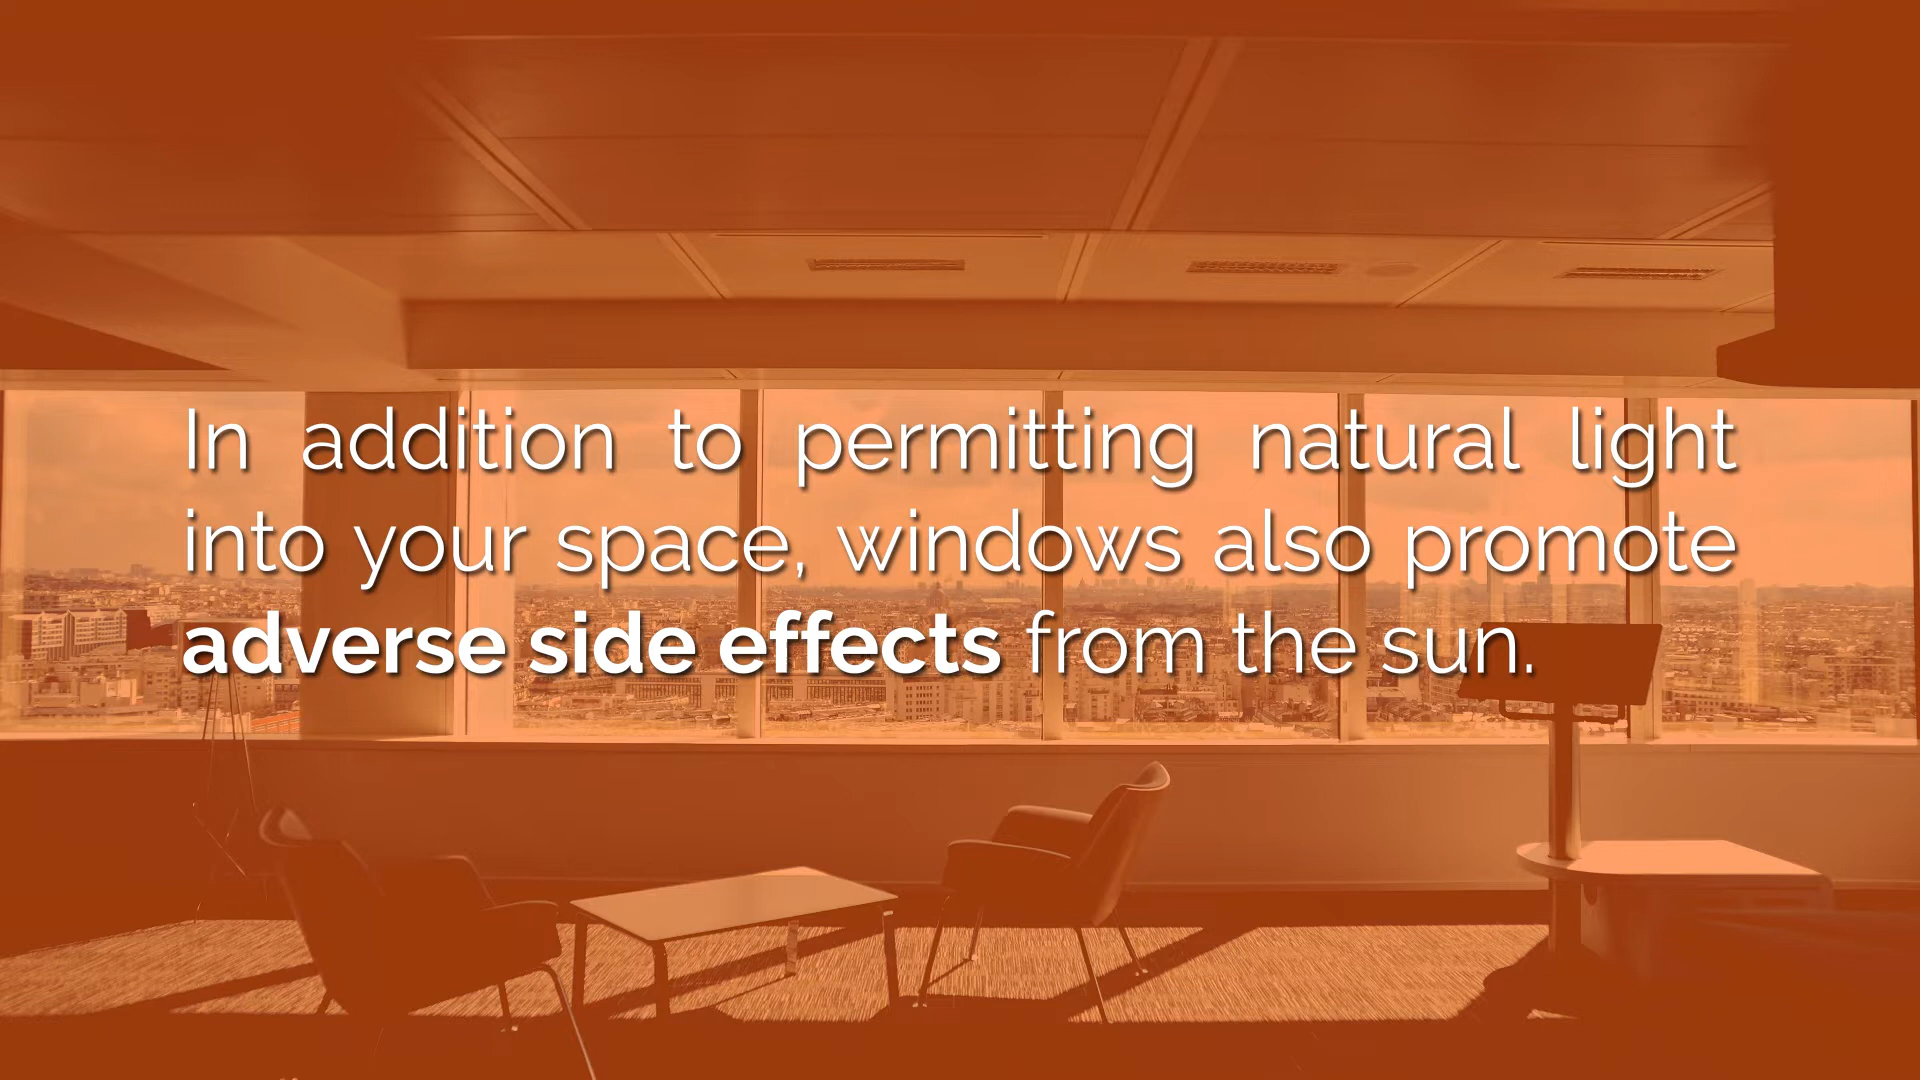 In addition to permitting natural light
into your space, windows also promote
adverse side effects from the sun.